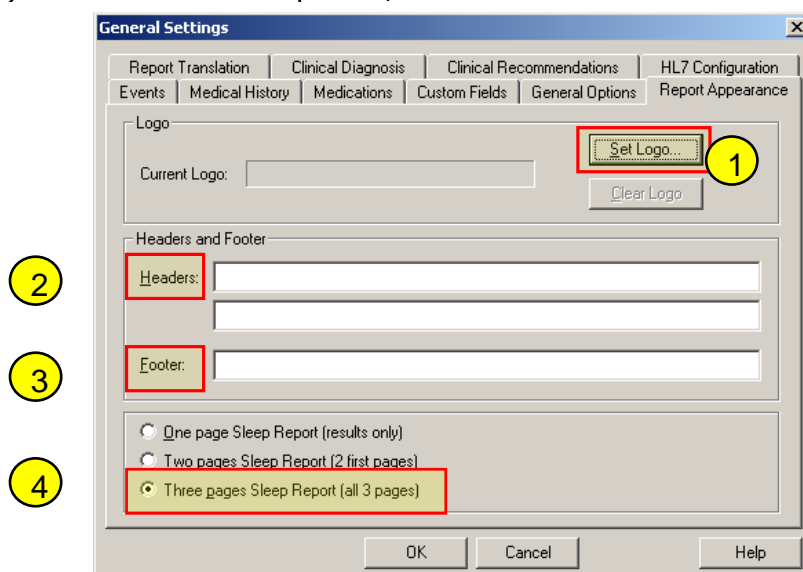 General Settings
Report Translation Clinical Diagnosis Clinical Recommendations HL7 Configuration
Events Medical History Medications Custom Fields General Options Report Appearance
Logo
Set Logo...
1
Current Logo:
Clear Logo
Headers and Footer
2
Headers:
3
Footer:
One page Sleep Report (results only)
Two pages Sleep Report (2 first pages)
4
Three pages Sleep Report (all 3 pages)
OK Cancel Help